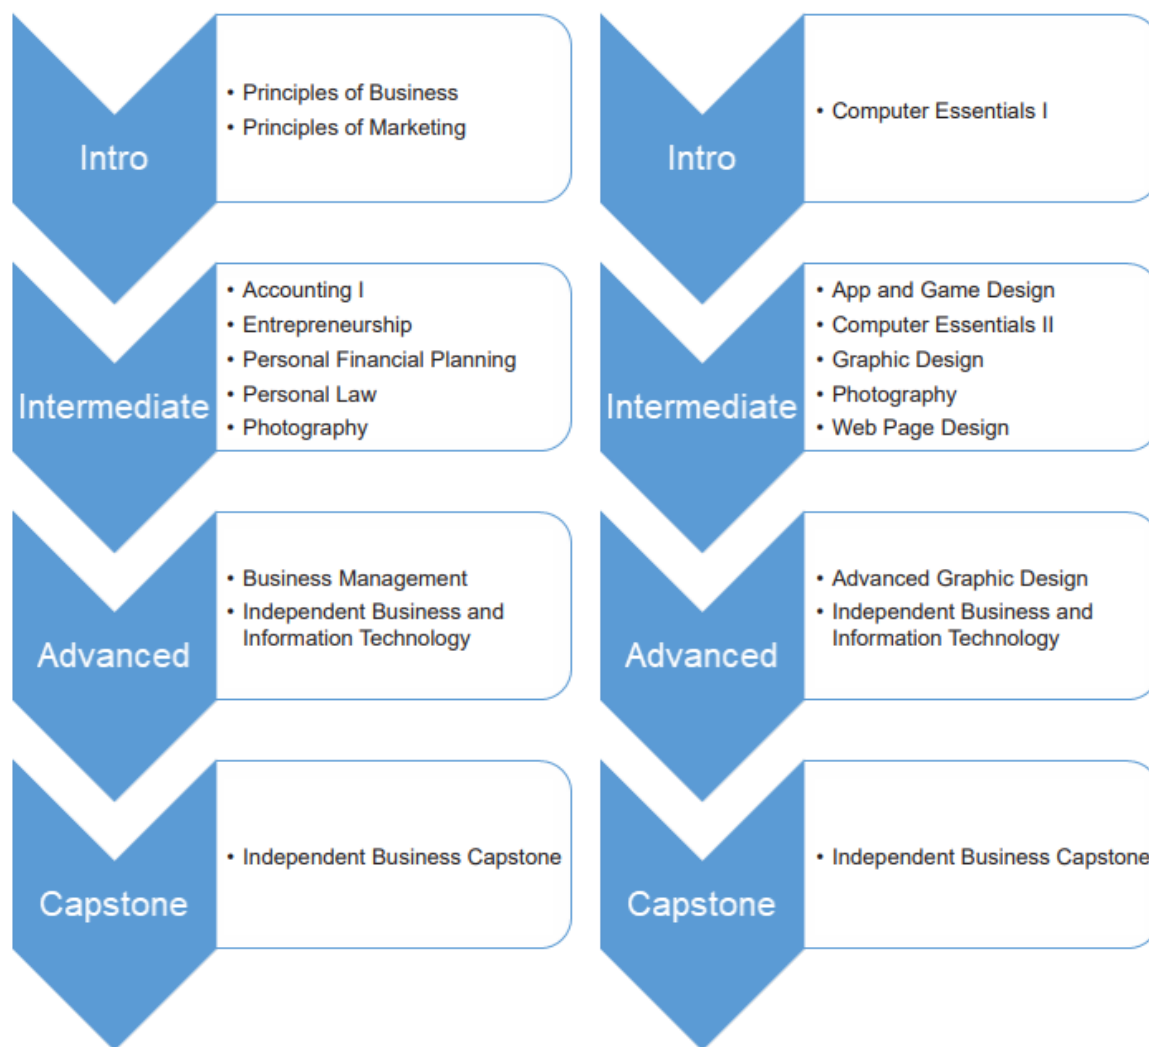 Intro
• Principles of Business
• Principles of Marketing
Intermediate
• Accounting I
• Entrepreneurship
• Personal Financial Planning
• Personal Law
• Photography
Advanced
• Business Management
• Independent Business and
Information Technology
Capstone
• Independent Business Capstone
Intro
• Computer Essentials I
Intermediate
• App and Game Design
• Computer Essentials II
• Graphic Design
• Photography
• Web Page Design
Advanced
• Advanced Graphic Design
• Independent Business and
Information Technology
Capstone
• Independent Business Capstone